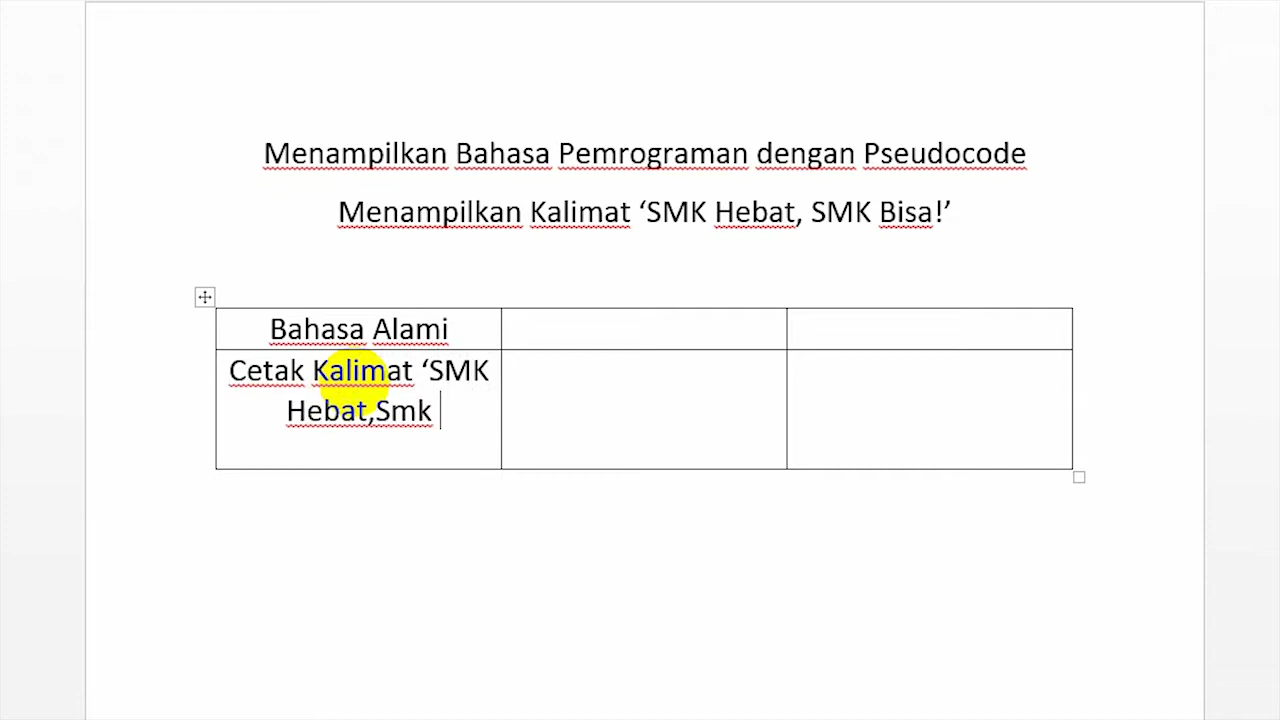 Menampilkan Bahasa Pemrograman dengan Pseudocode
Menampilkan Kalimat ‘SMK Hebat, SMK Bisa!’
Bahasa Alami
Cetak Kalimat ‘SMK
Hebat,Smk